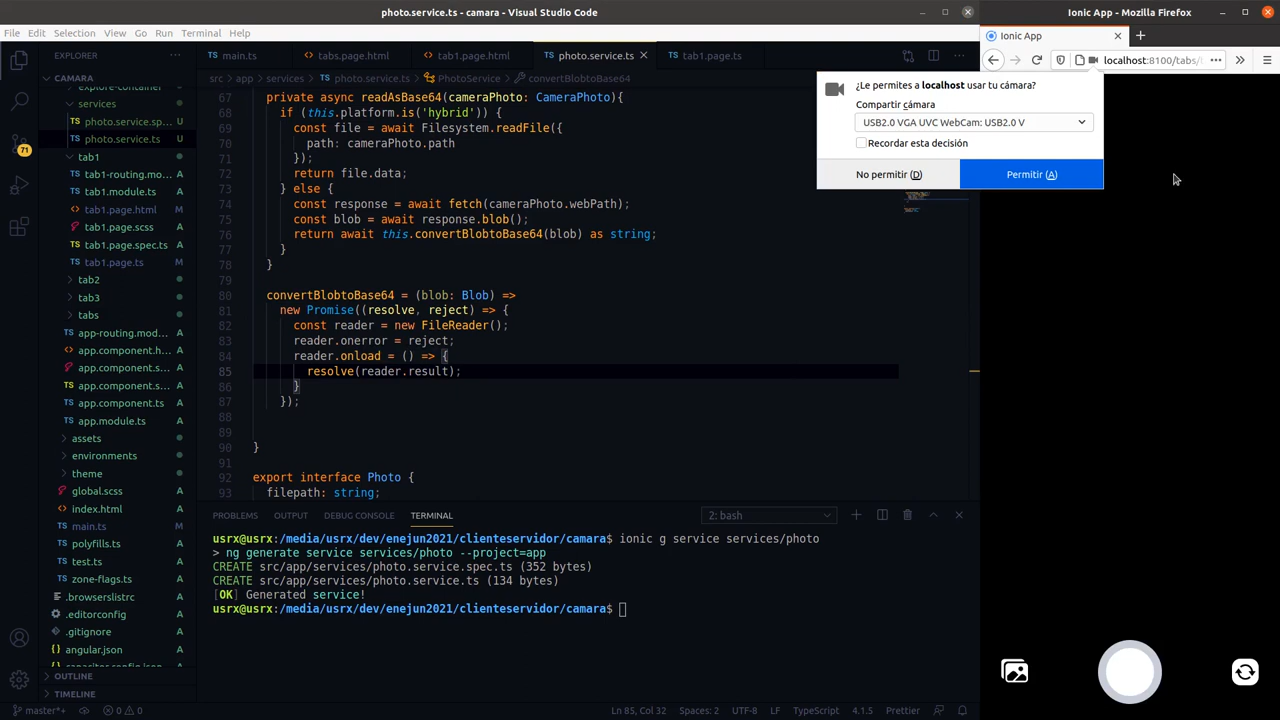 photo.service.ts - camara - Visual Studio Code
Ionic App - Mozilla Firefox
File Edit Selection View Go Run Terminal Help
Ionic App
EXPLORER
main.ts
tabs.page.html
tab1.page.html
photo.service.ts
tab1.page.ts
localhost:8100/tabs/
CAMARA
src > app > services > photo.service.ts > PhotoService > convertBlobtoBase64
explore-container
services
photo.service.sp... U
photo.service.ts U
tab1
tab1-routing.mo... A
tab1.module.ts A
tab1.page.html M
tab1.page.scss A
tab1.page.spec.ts A
tab1.page.ts M
tab2
tab3
tabs
app-routing.mod... A
app.component.h... A
app.component.s... A
app.component.s... A
app.component.ts A
app.module.ts A
assets
environments
theme
global.scss A
index.html A
main.ts M
polyfills.ts A
test.ts A
zone-flags.ts A
.browserslistrc A
.editorconfig A
.gitignore A
angular.json A
capacitor.config.json A
OUTLINE
TIMELINE
71
67 private async readAsBase64(cameraPhoto: CameraPhoto){
68 if (this.platform.is('hybrid')) {
69 const file = await Filesystem.readFile({
70 path: cameraPhoto.path
71 });
72 return file.data;
73 } else {
74 const response = await fetch(cameraPhoto.webPath);
75 const blob = await response.blob();
76 return await this.convertBlobtoBase64(blob) as string;
77 }
78 }
79
80 convertBlobtoBase64 = (blob: Blob) =>
81 new Promise((resolve, reject) => {
82 const reader = new FileReader();
83 reader.onerror = reject;
84 reader.onload = () => {
85 resolve(reader.result);
86 }
87 });
88
89
90 }
91
92 export interface Photo {
93 filepath: string;
¿Le permites a localhost usar tu cámara?
Compartir cámara
USB2.0 VGA UVC WebCam: USB2.0 V
Recordar esta decisión
No permitir (D)
Permitir (A)
PROBLEMS OUTPUT DEBUG CONSOLE TERMINAL
2: bash
usrx@usrx:/media/usrx/dev/enejun2021/clienteservidor/camara$ ionic g service services/photo
> ng generate service services/photo --project=app
CREATE src/app/services/photo.service.spec.ts (352 bytes)
CREATE src/app/services/photo.service.ts (134 bytes)
[OK] Generated service!
usrx@usrx:/media/usrx/dev/enejun2021/clienteservidor/camara$
master*+
0 0
Ln 85, Col 32 Spaces: 2 UTF-8 LF TypeScript 4.1.5 Prettier